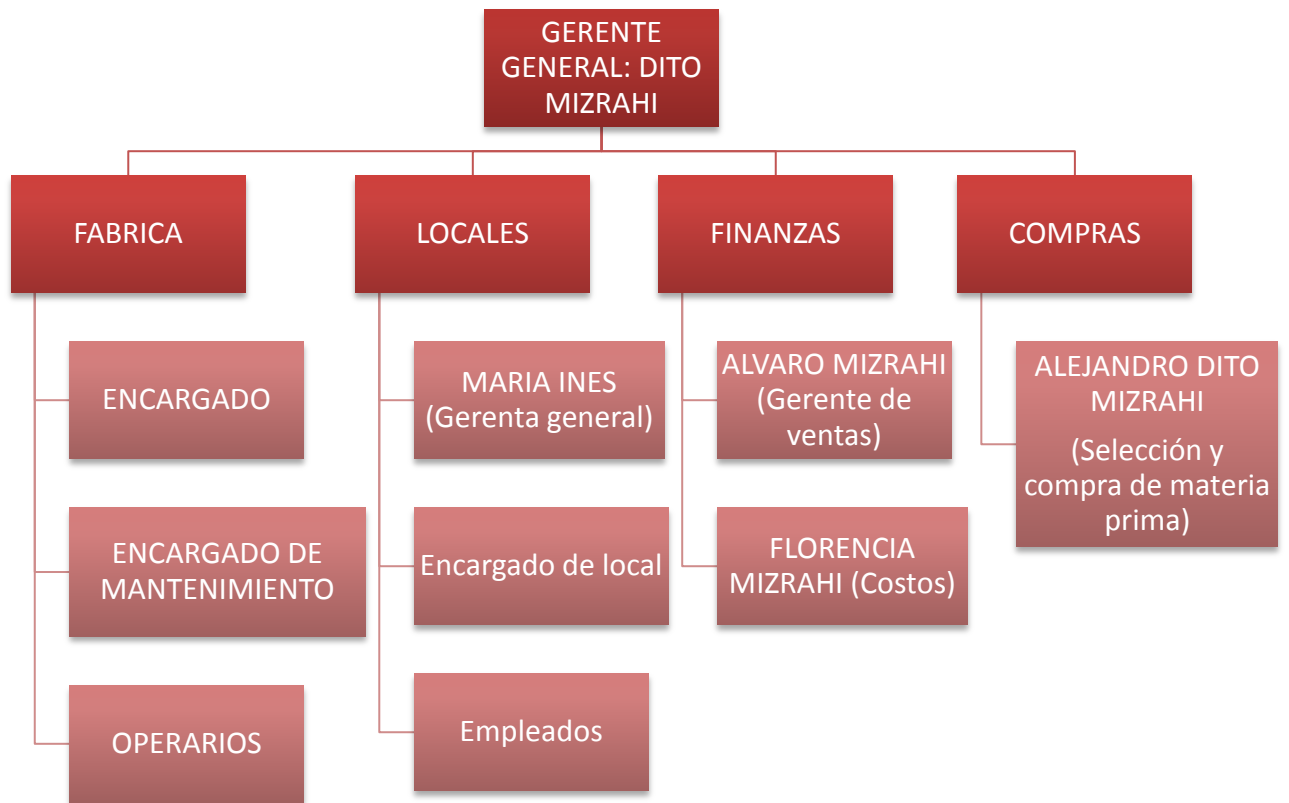 GERENTE
GENERAL: DITO
MIZRAHI
FABRICA
LOCALES
FINANZAS
COMPRAS
ENCARGADO
MARIA INES
(Gerenta general)
ALVARO MIZRAHI
(Gerente de
ventas)
ALEJANDRO DITO
MIZRAHI
(Selección y
compra de materia
prima)
ENCARGADO DE
MANTENIMIENTO
Encargado de local
FLORENCIA
MIZRAHI (Costos)
OPERARIOS
Empleados